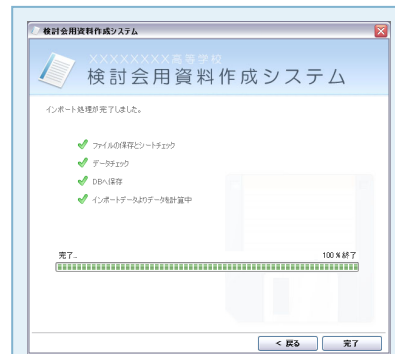 検討会用資料作成システム
XXXXXXXX高等学校
検討会用資料作成システム
インポート処理が完了しました。
ファイルの保存とシートチェック
データチェック
DBへ保存
インポートデータよりデータを計算中
完了...
100 % 終了
< 戻る
完了